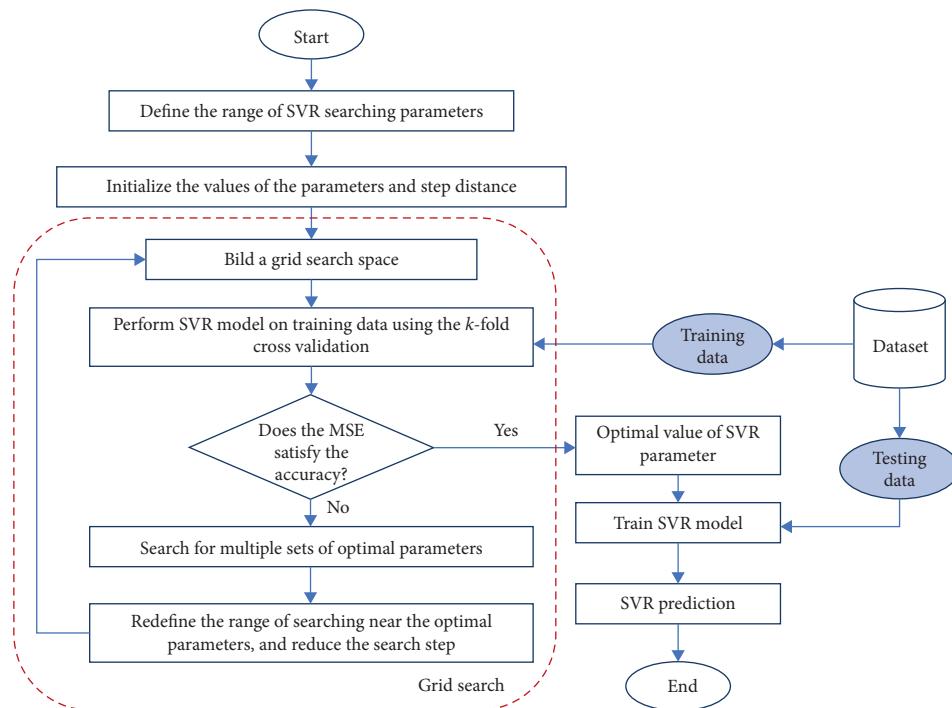 Start
Define the range of SVR searching parameters
Initialize the values of the parameters and step distance
Bild a grid search space
Perform SVR model on training data using the k-fold
cross validation
Training
data
Dataset
Does the MSE
satisfy the
accuracy?
Yes
No
Optimal value of SVR
parameter
Testing
data
Search for multiple sets of optimal parameters
Train SVR model
Redefine the range of searching near the optimal
parameters, and reduce the search step
SVR prediction
Grid search
End